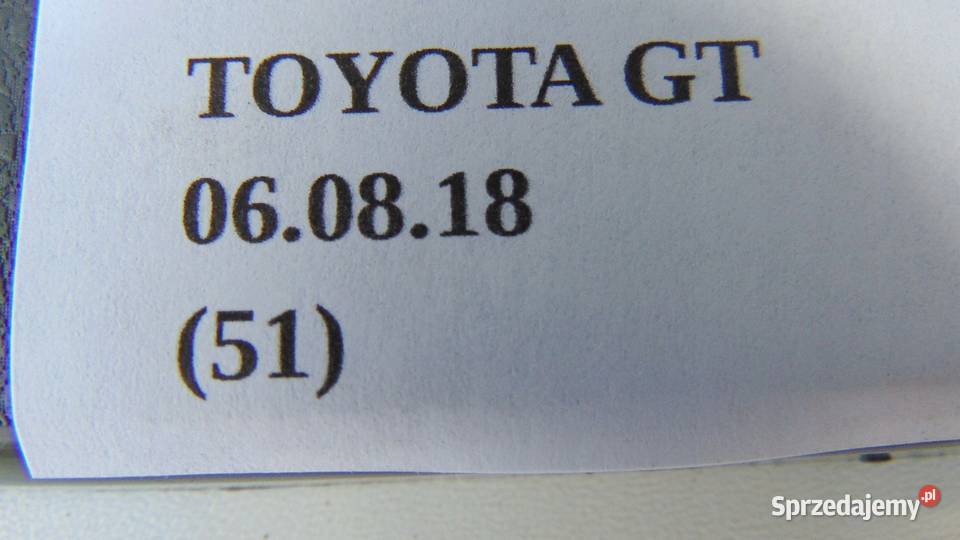 TOYOTA GT
06.08.18
(51)
Sprzedajemy.pl